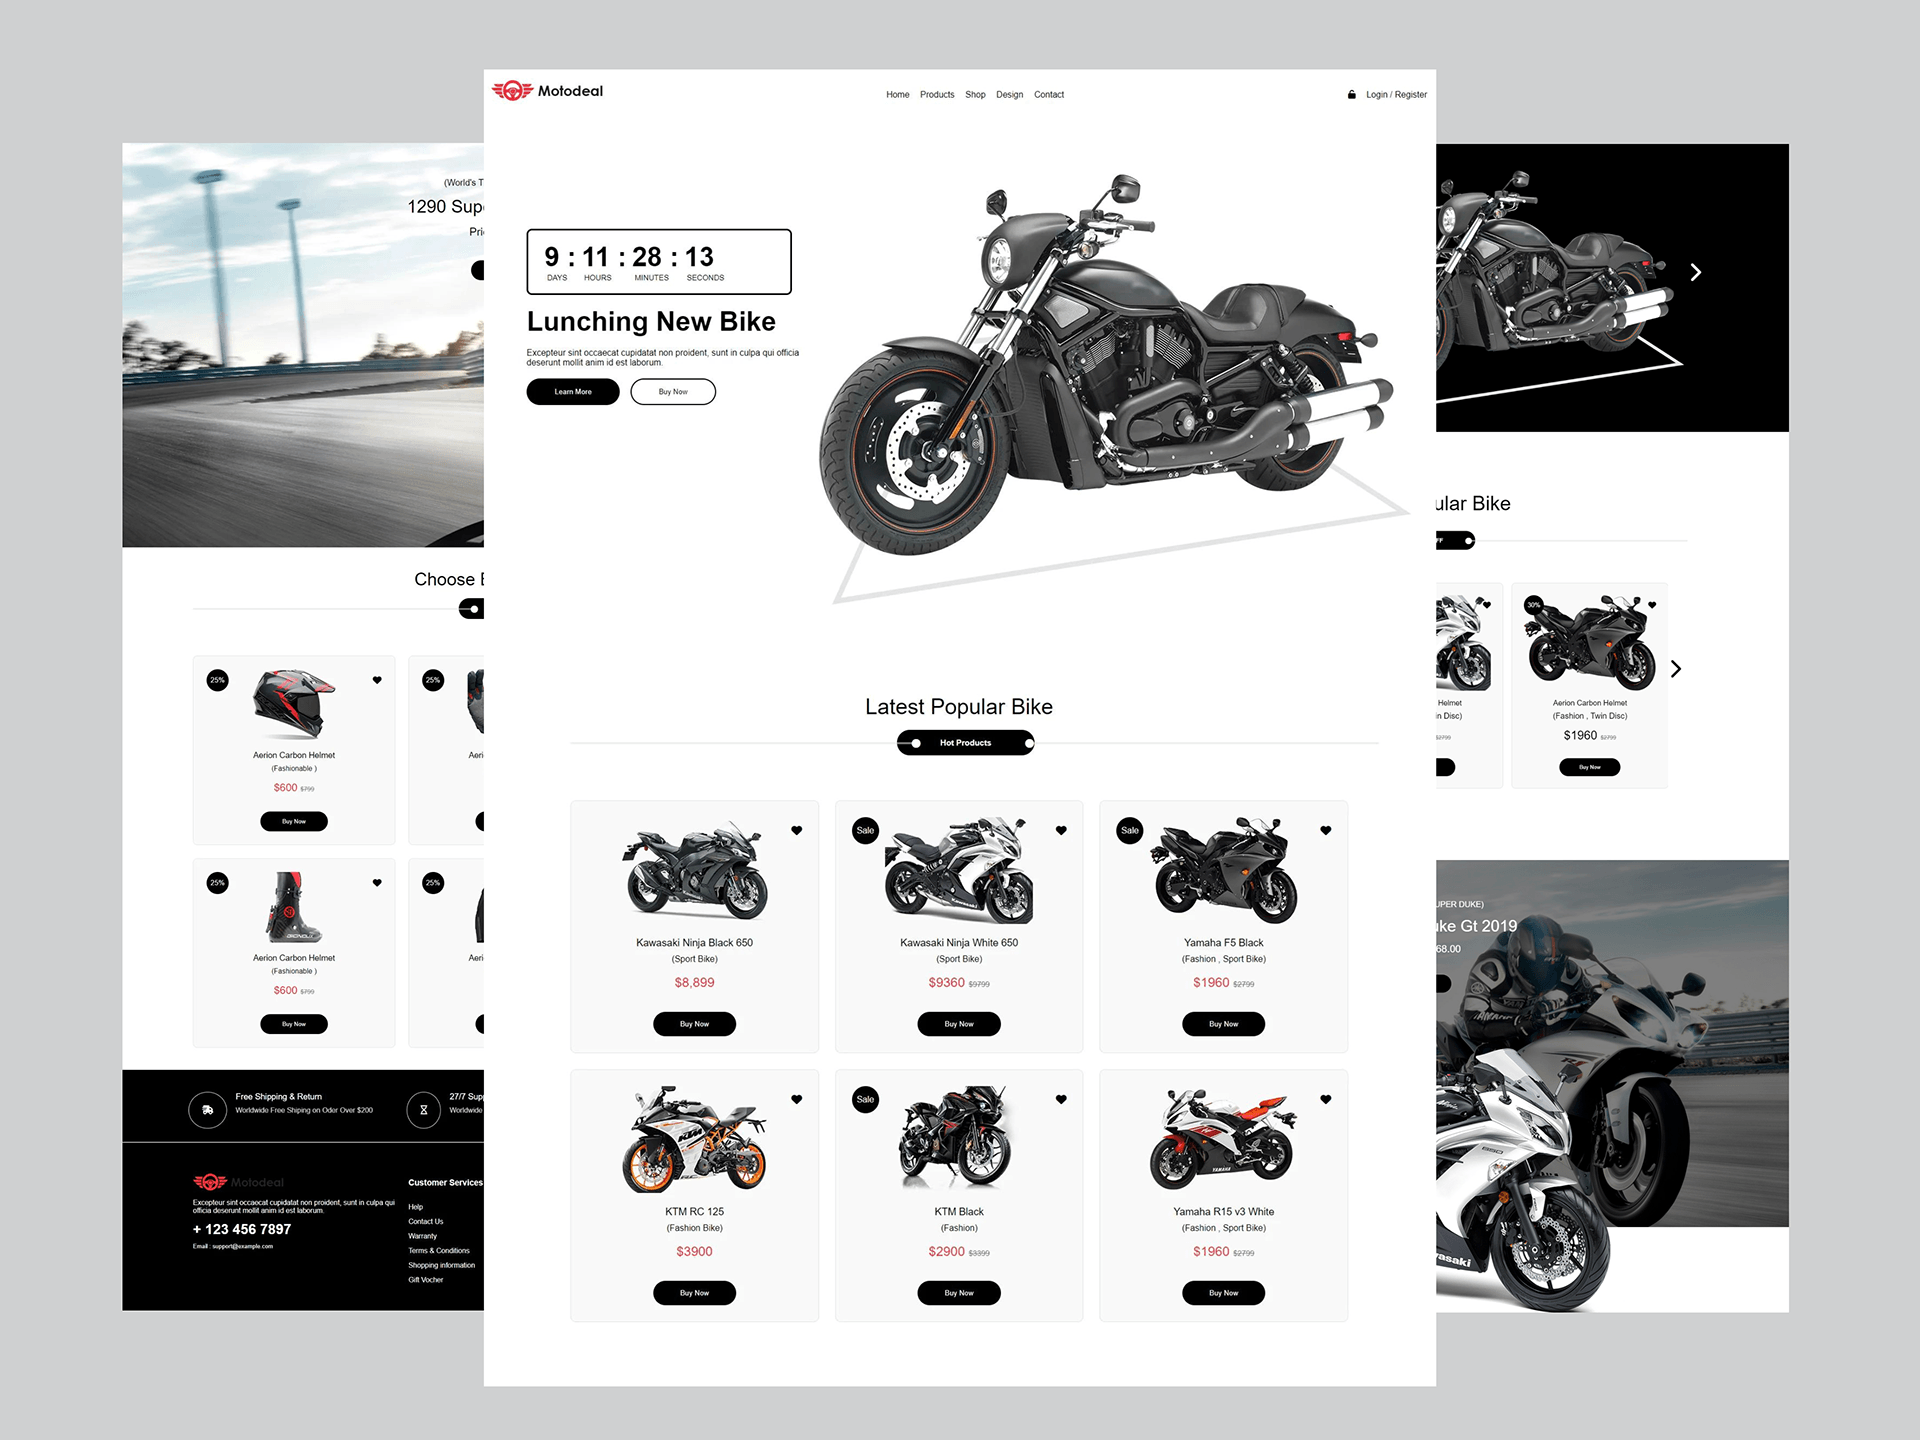 Motodeal
Home Products Shop Design Contact
Login / Register
9 : 11 : 28 : 13
DAYS HOURS MINUTES SECONDS
Lunching New Bike
Excepteur sint occaecat cupidatat non proident, sunt in culpa qui officia
deserunt mollit anim id est laborum.
Learn More Buy Now
Latest Popular Bike
Hot Products
Kawasaki Ninja Black 650
(Sport Bike)
$8,899
Buy Now
Sale
Kawasaki Ninja White 650
(Sport Bike)
$9360 $9799
Buy Now
Sale
Yamaha F5 Black
(Fashion , Sport Bike)
$1960 $2799
Buy Now
KTM
KTM RC 125
(Fashion Bike)
$3900
Buy Now
Sale
KTM Black
(Fashion)
$2900 $3399
Buy Now
YAMAHA
Yamaha R15 v3 White
(Fashion , Sport Bike)
$1960 $2799
Buy Now
(World's T
1290 Supe
Pri
Choose
25%
Aerion Carbon Helmet
(Fashionable )
$600 $799
Buy Now
25%
Aeri
25%
Aerion Carbon Helmet
(Fashionable )
$600 $799
Buy Now
25%
Aeri
Free Shipping & Return
Worldwide Free Shiping on Odor Over $200
27/7 Supp
Worldwide
Motodeal
Excepteur sint occaecat cupidatat non proident, sunt in culpa qui
officia deserunt mollit anim id est laborum.
+ 123 456 7897
Email : support@example.com
Customer Services
Help
Contact Us
Warranty
Terms & Conditions
Shopping information
Gift Vocher
ular Bike
Helmet
in Disc)
$2799
30%
Aerion Carbon Helmet
(Fashion , Twin Disc)
$1960 $2799
Buy Now
UPER DUKE)
uke Gt 2019
68.00
650
asaki